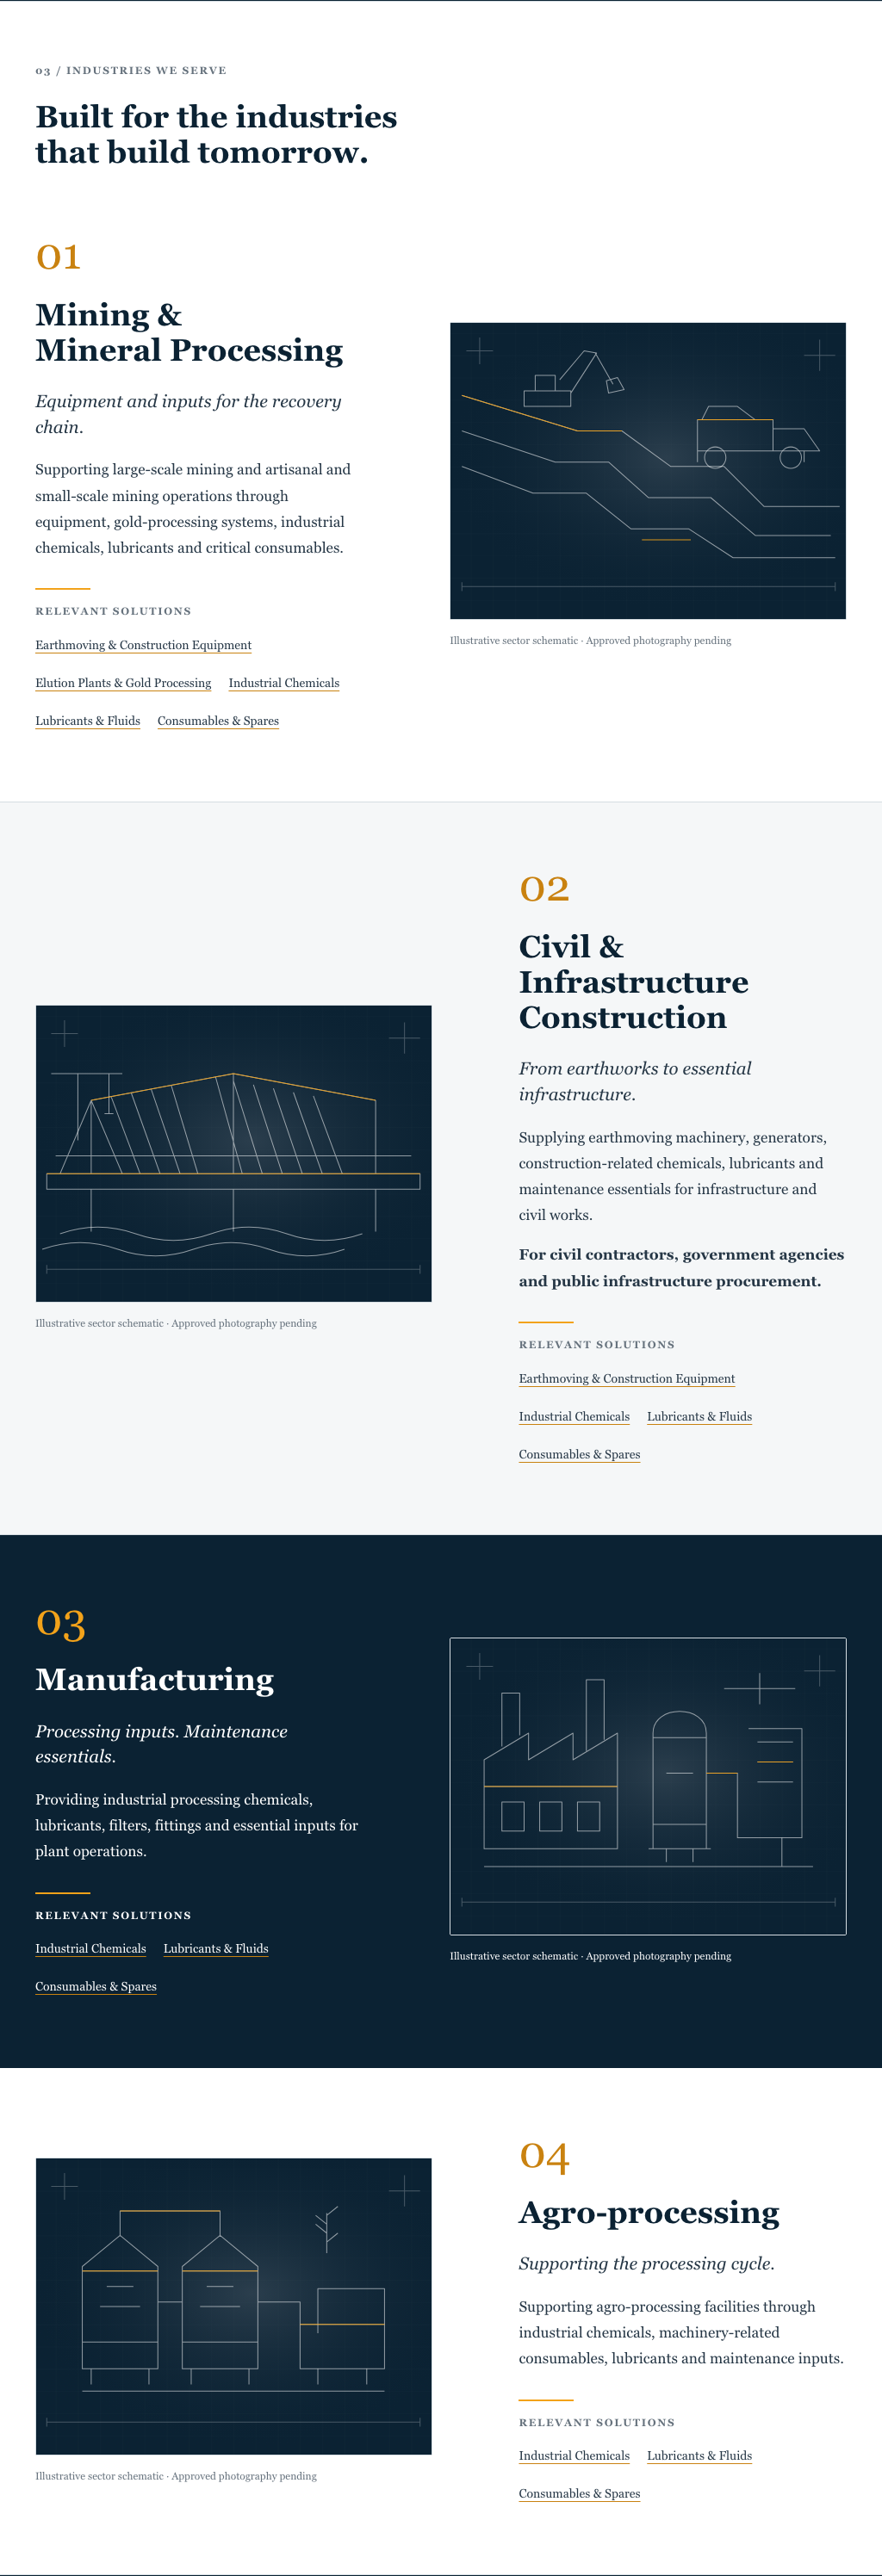 03 / INDUSTRIES WE SERVE
Built for the industries
that build tomorrow.
01
Mining &
Mineral Processing
Equipment and inputs for the recovery
chain.
Supporting large-scale mining and artisanal and
small-scale mining operations through
equipment, gold-processing systems, industrial
chemicals, lubricants and critical consumables.
RELEVANT SOLUTIONS
Earthmoving & Construction Equipment
Elution Plants & Gold Processing Industrial Chemicals
Lubricants & Fluids Consumables & Spares
Illustrative sector schematic · Approved photography pending
02
Civil &
Infrastructure
Construction
From earthworks to essential
infrastructure.
Supplying earthmoving machinery, generators,
construction-related chemicals, lubricants and
maintenance essentials for infrastructure and
civil works.
For civil contractors, government agencies
and public infrastructure procurement.
RELEVANT SOLUTIONS
Earthmoving & Construction Equipment
Industrial Chemicals Lubricants & Fluids
Consumables & Spares
Illustrative sector schematic · Approved photography pending
03
Manufacturing
Processing inputs. Maintenance
essentials.
Providing industrial processing chemicals,
lubricants, filters, fittings and essential inputs for
plant operations.
RELEVANT SOLUTIONS
Industrial Chemicals Lubricants & Fluids
Consumables & Spares
Illustrative sector schematic · Approved photography pending
04
Agro-processing
Supporting the processing cycle.
Supporting agro-processing facilities through
industrial chemicals, machinery-related
consumables, lubricants and maintenance inputs.
RELEVANT SOLUTIONS
Industrial Chemicals Lubricants & Fluids
Consumables & Spares
Illustrative sector schematic · Approved photography pending